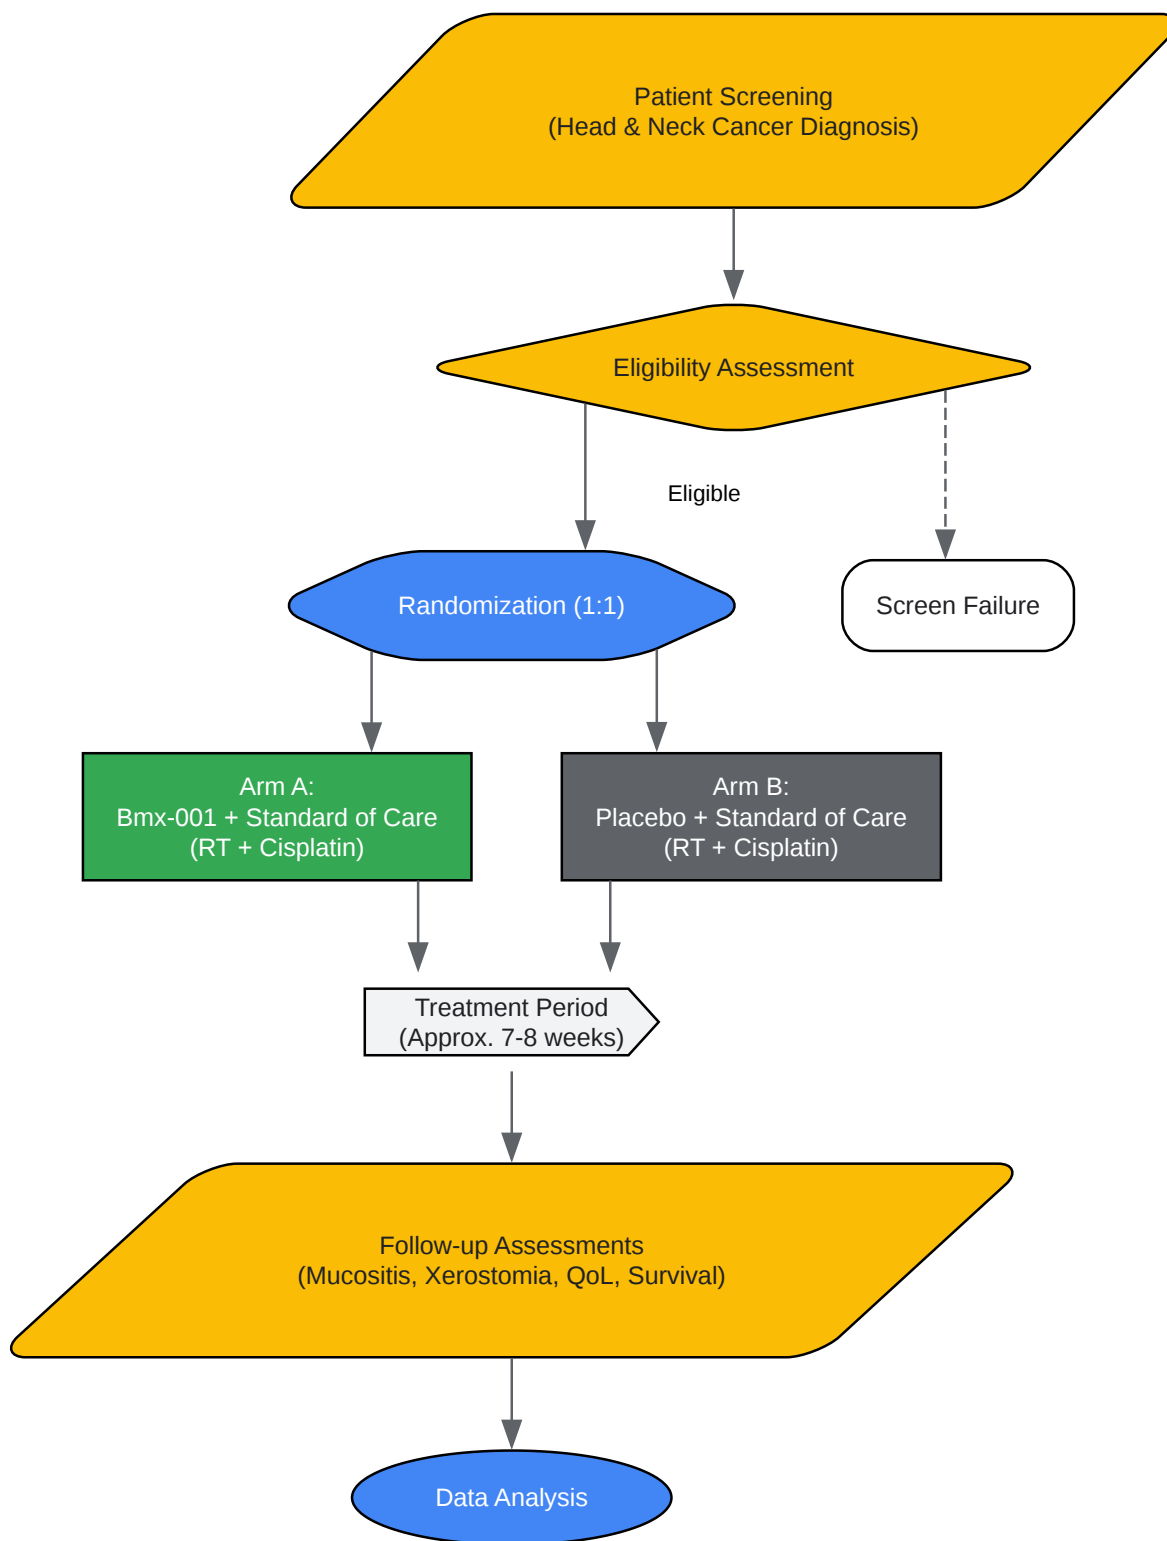 Patient Screening
(Head & Neck Cancer Diagnosis)
Eligibility Assessment
Eligible
Randomization (1:1)
Screen Failure
Arm A:
Bmx-001 + Standard of Care
(RT + Cisplatin)
Arm B:
Placebo + Standard of Care
(RT + Cisplatin)
Treatment Period
(Approx. 7-8 weeks)
Follow-up Assessments
(Mucositis, Xerostomia, QoL, Survival)
Data Analysis